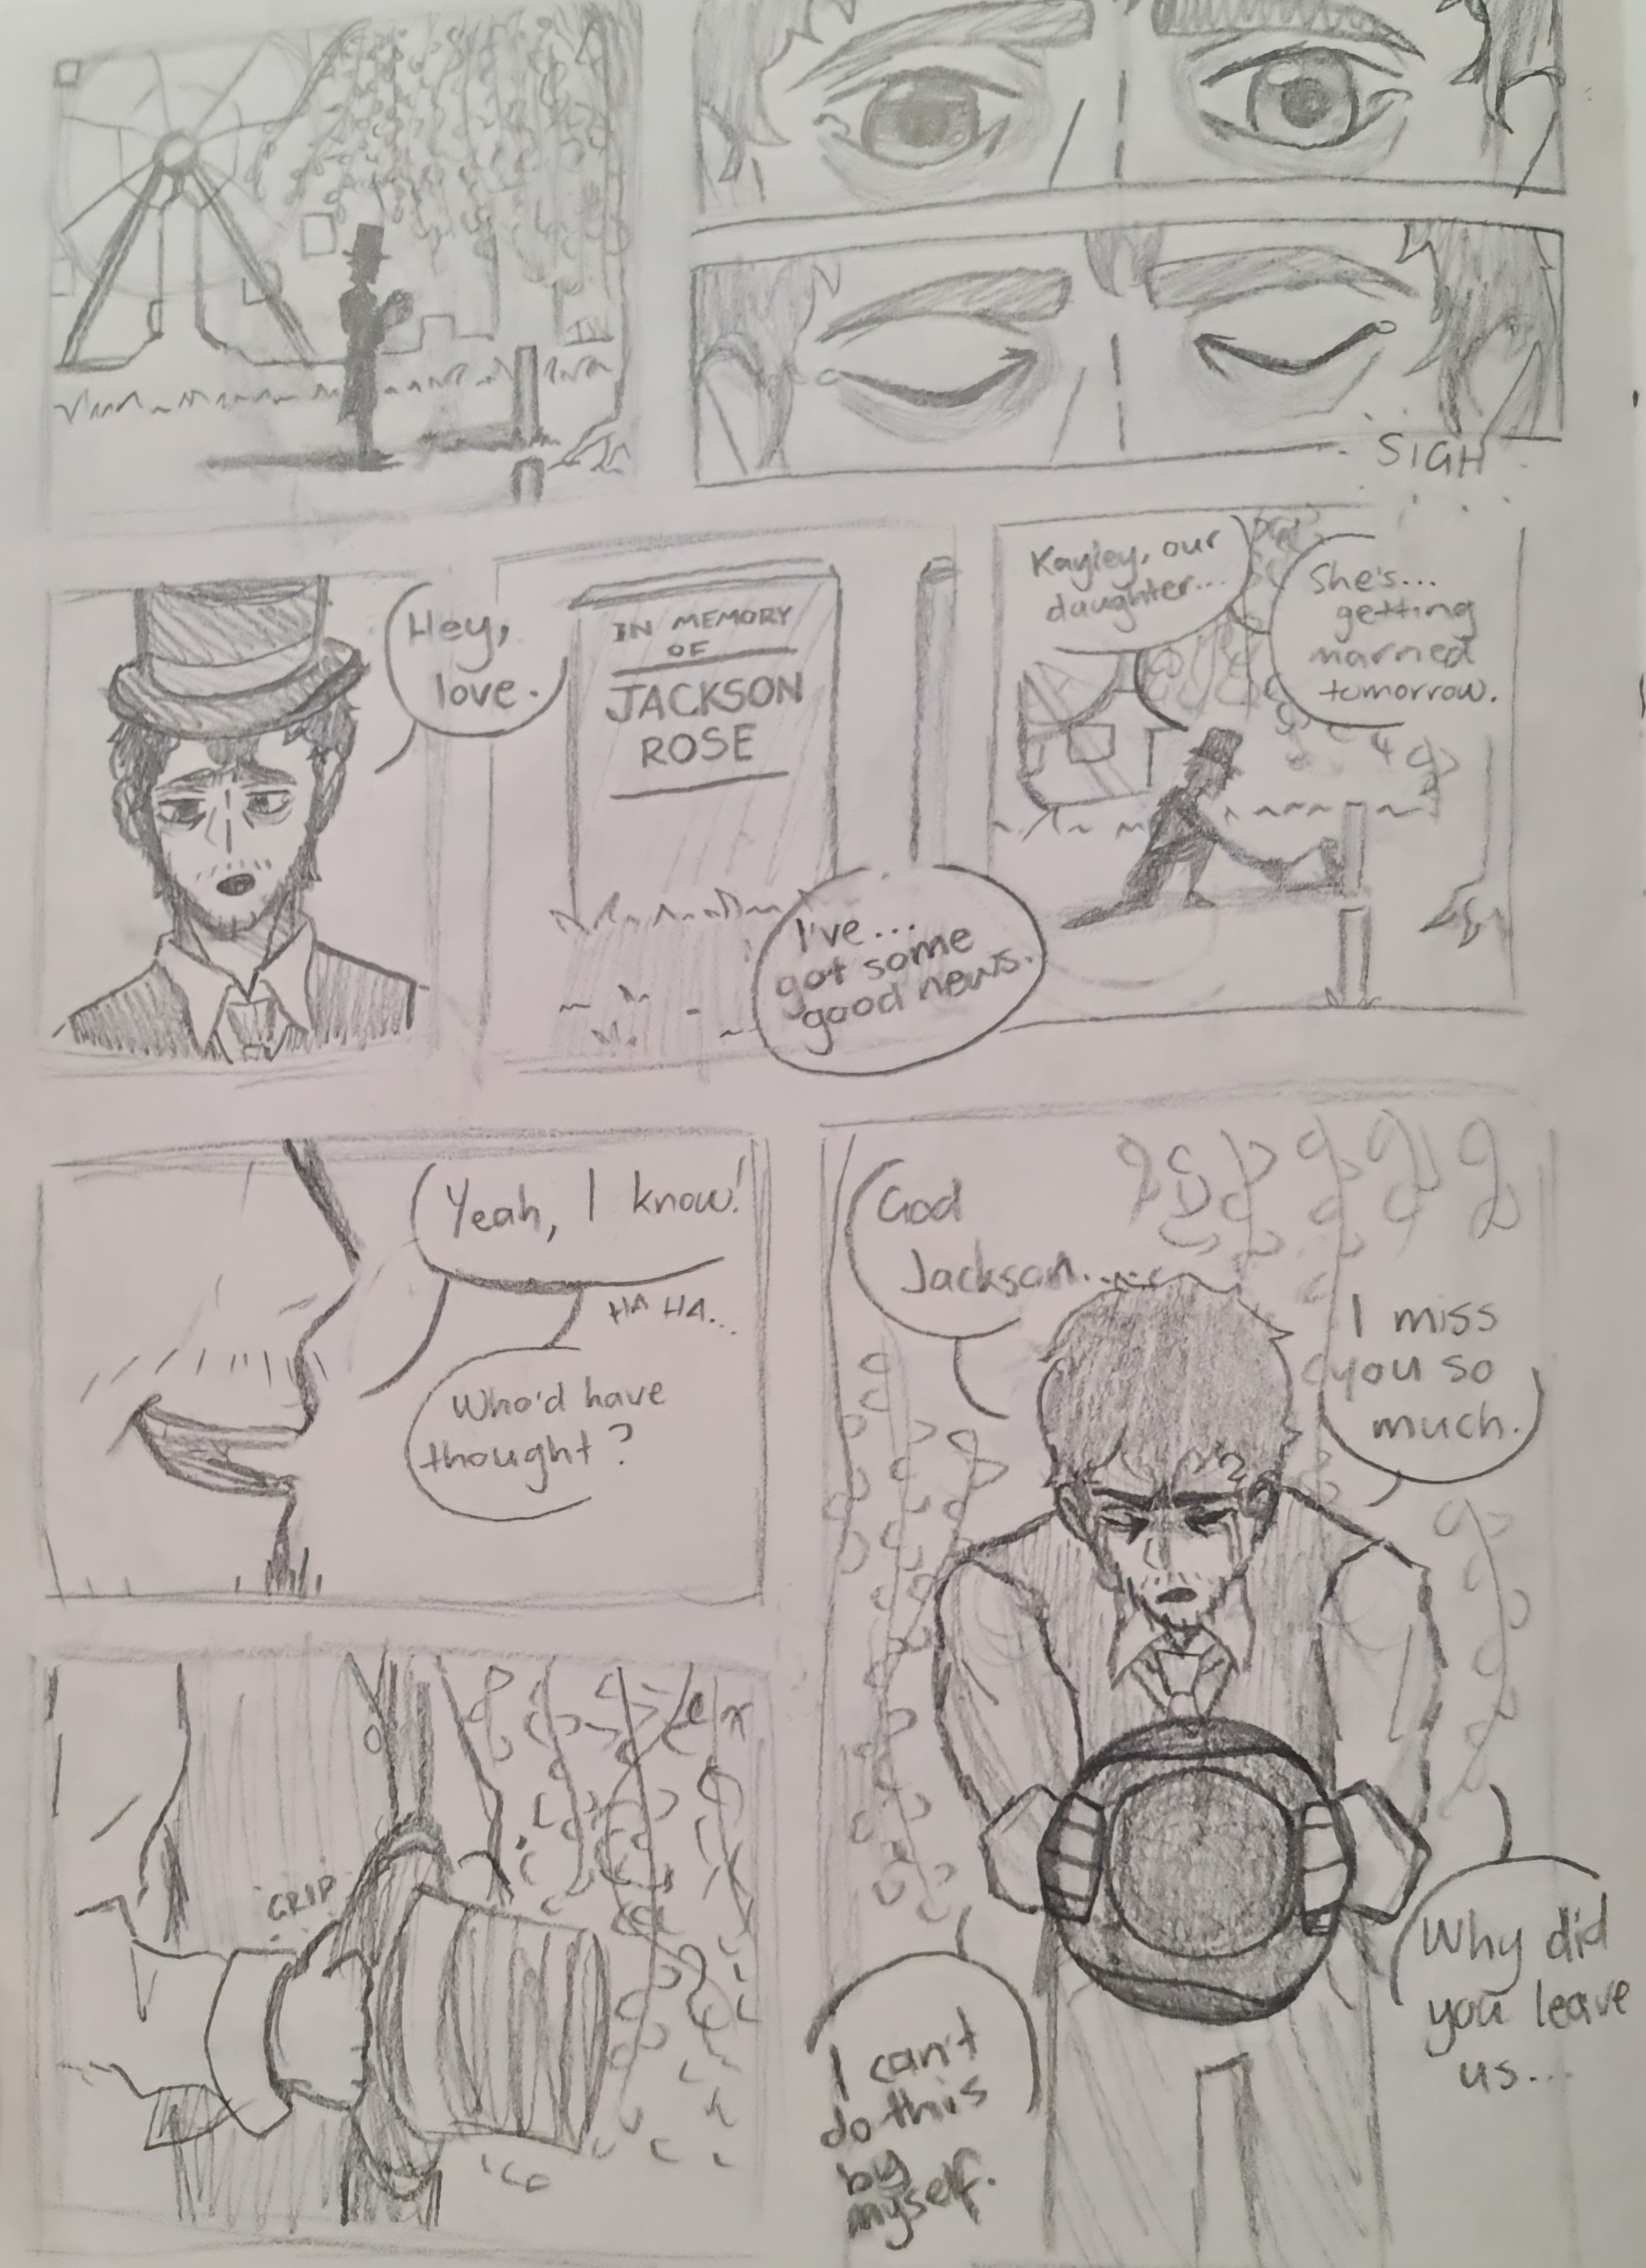 SIGH
Hey,
love.
IN MEMORY
OF
JACKSON
ROSE
I've...
got some
good news.
Kayley, our
daughter...
She's...
getting
married
tomorrow.
Yeah, I know!
HA HA...
Who'd have
thought?
God
Jackson.....
I miss
you so
much.
GRIP
Why did
you leave
us...
I can't
do this
by
myself.